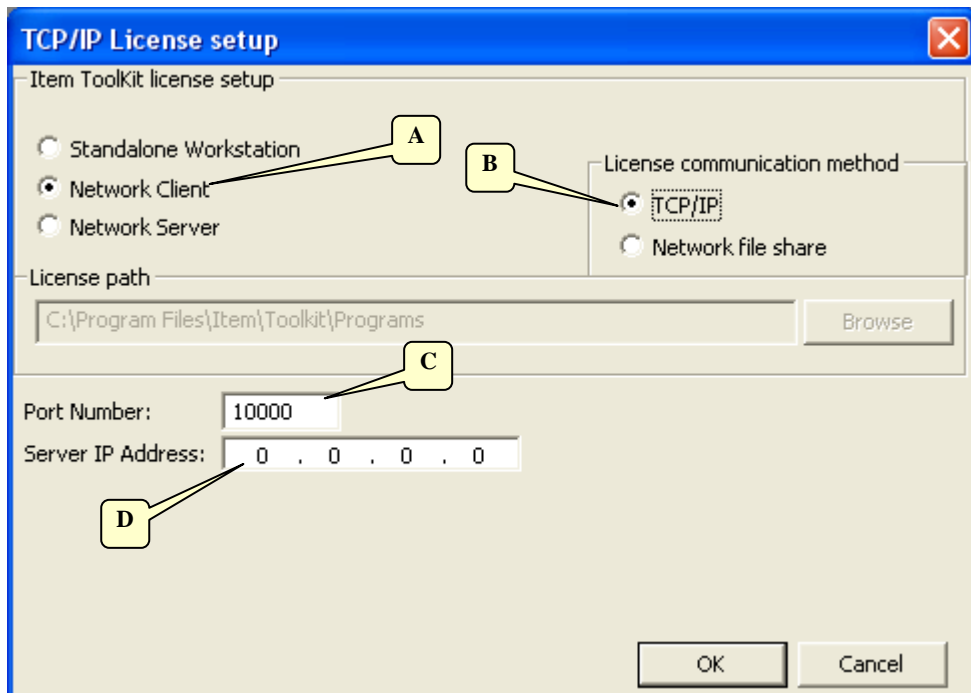 TCP/IP License setup
Item ToolKit license setup
A
Standalone Workstation
B
License communication method
Network Client
TCP/IP
Network Server
Network file share
License path
C:\Program Files\Item\Toolkit\Programs
Browse
C
Port Number: 10000
Server IP Address: 0 . 0 . 0 . 0
D
OK Cancel